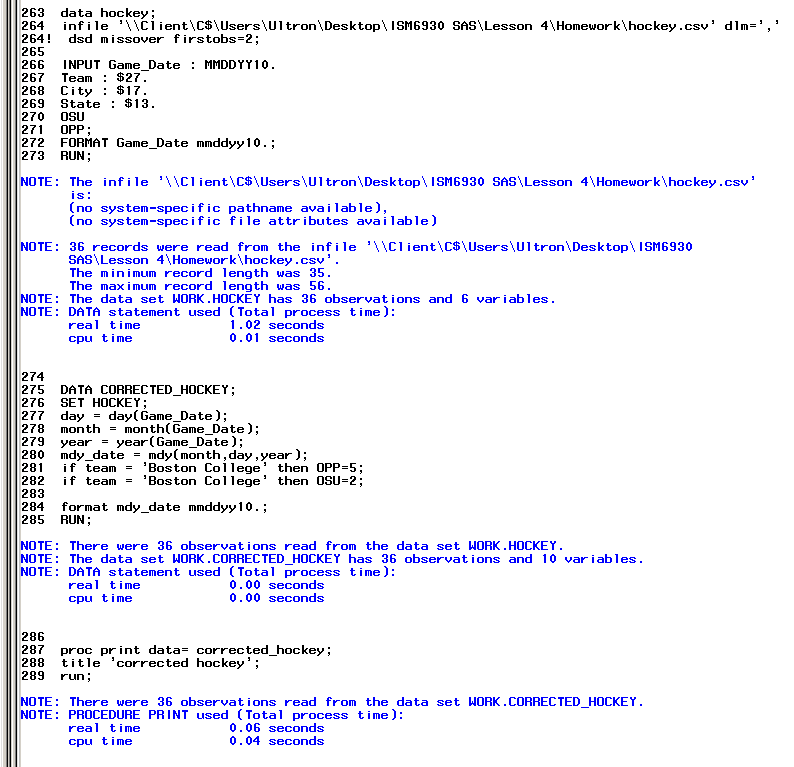 263  data hockey;
264  infile '\\Client\C$\Users\Ultron\Desktop\ISM6930 SAS\Lesson 4\Homework\hockey.csv' dlm=','
264!  dsd missover firstobs=2;
265
266  INPUT Game_Date : MMDDYY10.
267  Team : $27.
268  City : $17.
269  State : $13.
270  OSU
271  OPP;
272  FORMAT Game_Date mmddyy10.;
273  RUN;

NOTE: The infile '\\Client\C$\Users\Ultron\Desktop\ISM6930 SAS\Lesson 4\Homework\hockey.csv'
      is:
      (no system-specific pathname available),
      (no system-specific file attributes available)

NOTE: 36 records were read from the infile '\\Client\C$\Users\Ultron\Desktop\ISM6930
      SAS\Lesson 4\Homework\hockey.csv'.
      The minimum record length was 35.
      The maximum record length was 56.
NOTE: The data set WORK.HOCKEY has 36 observations and 6 variables.
NOTE: DATA statement used (Total process time):
      real time           1.02 seconds
      cpu time            0.01 seconds

274
275  DATA CORRECTED_HOCKEY;
276  SET HOCKEY;
277  day = day(Game_Date);
278  month = month(Game_Date);
279  year = year(Game_Date);
280  mdy_date = mdy(month,day,year);
281  if team = 'Boston College' then OPP=5;
282  if team = 'Boston College' then OSU=2;
283
284  format mdy_date mmddyy10.;
285  RUN;

NOTE: There were 36 observations read from the data set WORK.HOCKEY.
NOTE: The data set WORK.CORRECTED_HOCKEY has 36 observations and 10 variables.
NOTE: DATA statement used (Total process time):
      real time           0.00 seconds
      cpu time            0.00 seconds

286
287  proc print data= corrected_hockey;
288  title 'corrected hockey';
289  run;

NOTE: There were 36 observations read from the data set WORK.CORRECTED_HOCKEY.
NOTE: PROCEDURE PRINT used (Total process time):
      real time           0.06 seconds
      cpu time            0.04 seconds